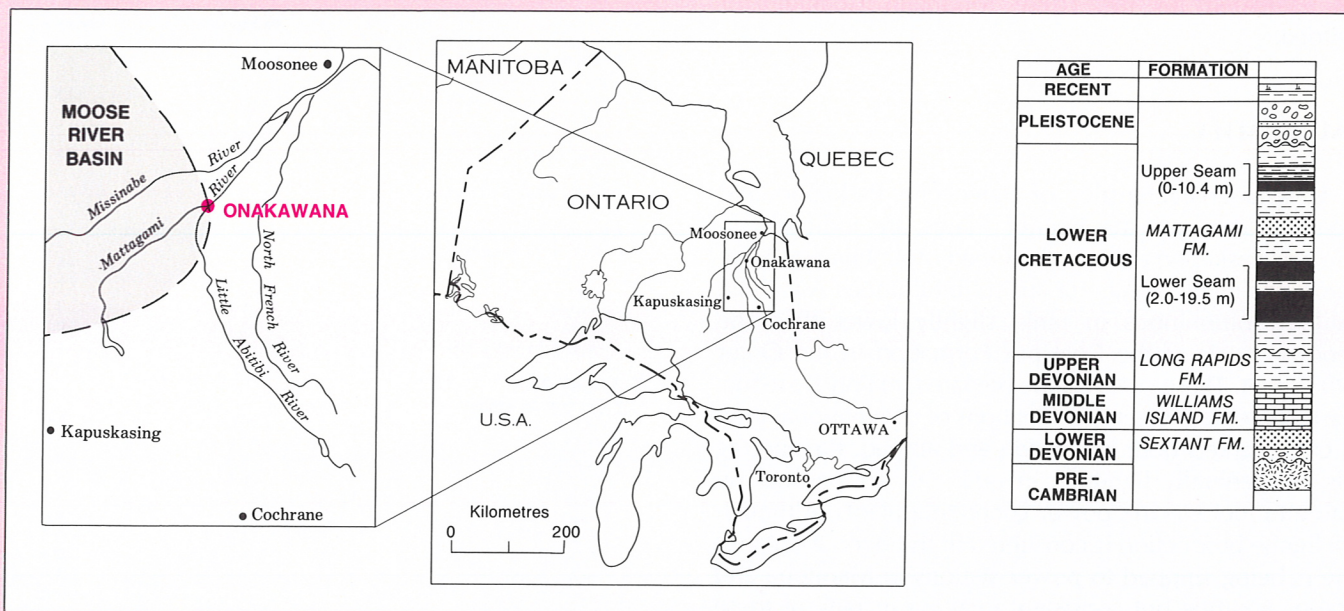 Moosonee
MOOSE
RIVER
BASIN
River
River
Missinabe
ONAKAWANA
Mattagami
North French River
Little Abitibi River
Kapuskasing
Cochrane
MANITOBA
QUEBEC
ONTARIO
Moosonee
Onakawana
Kapuskasing
Cochrane
U.S.A.
OTTAWA
Toronto
Kilometres
0 200
AGE FORMATION
RECENT
PLEISTOCENE
Upper Seam
(0-10.4 m)
LOWER
CRETACEOUS
MATTAGAMI
FM.
Lower Seam
(2.0-19.5 m)
UPPER
DEVONIAN
LONG RAPIDS
FM.
MIDDLE
DEVONIAN
WILLIAMS
ISLAND FM.
LOWER
DEVONIAN
SEXTANT FM.
PRE -
CAMBRIAN